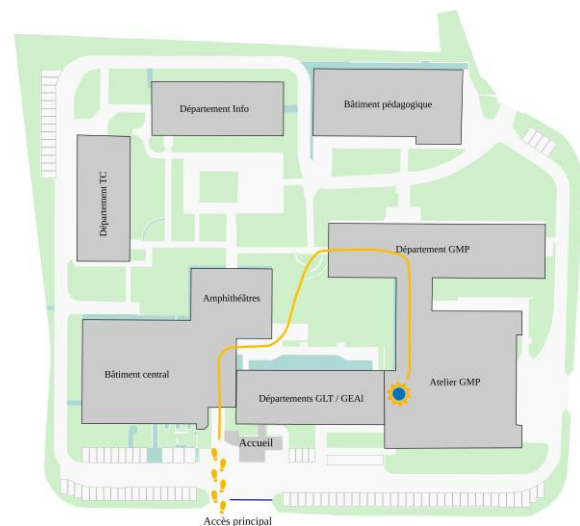 Bâtiment pédagogique
Département Info
Département TC
Département GMP
Amphithéâtres
Bâtiment central
Atelier GMP
Départements GLT / GEAl
Accueil
Accès principal